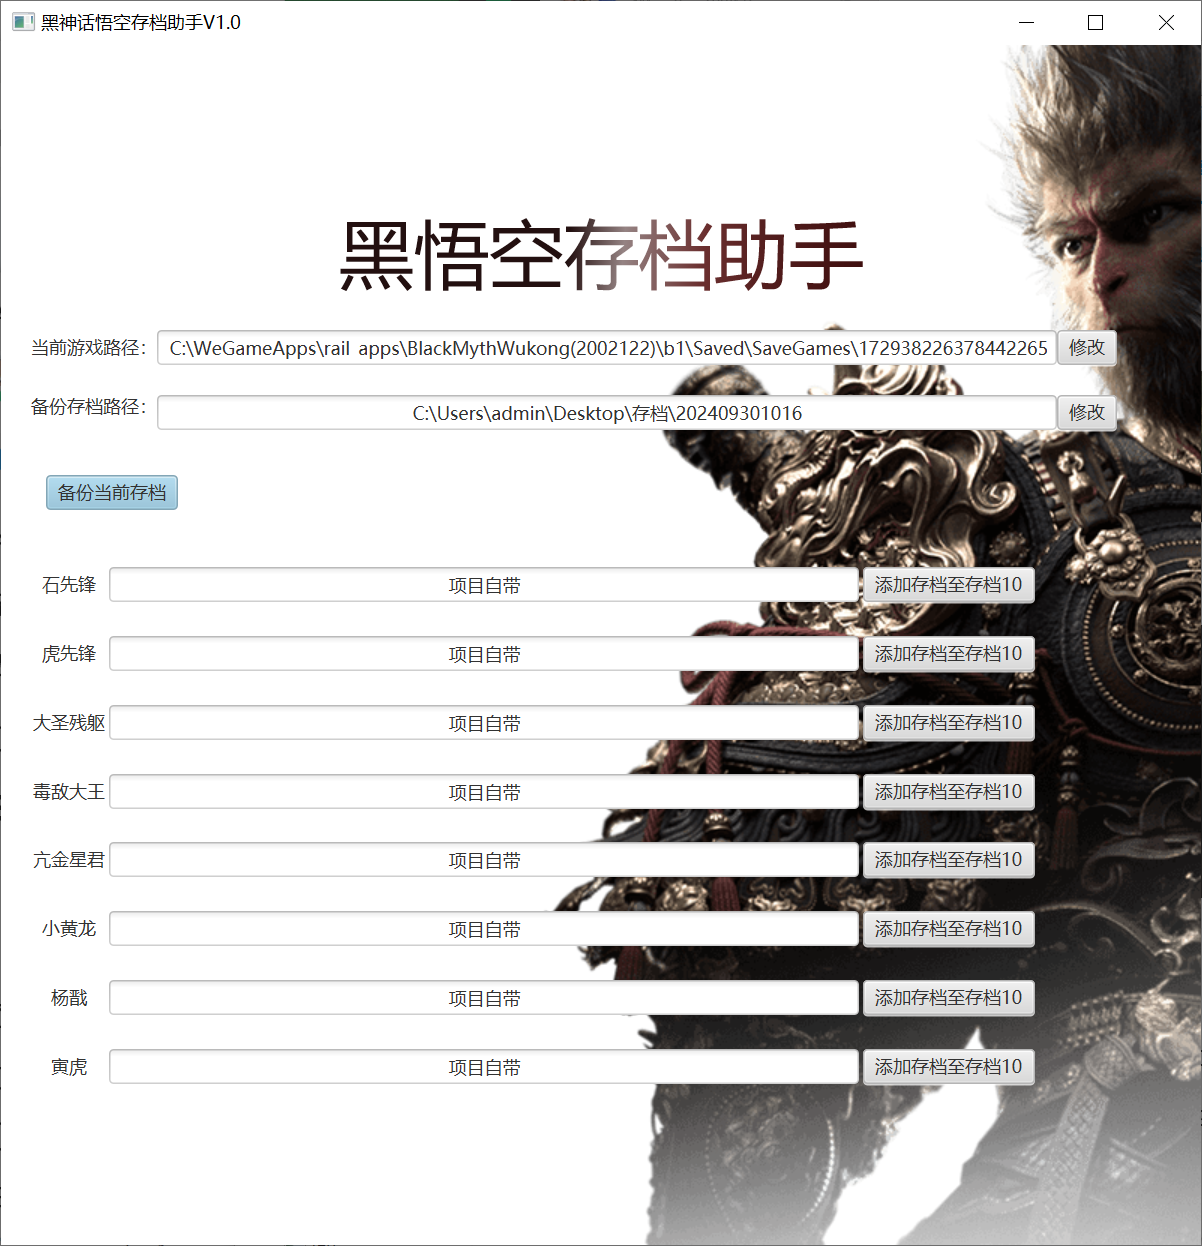 黑神话悟空存档助手V1.0
黑悟空存档助手
当前游戏路径： C:\WeGameApps\rail apps\BlackMythWukong(2002122)\b1\Saved\SaveGames\172938226378442265 修改
备份存档路径： C:\Users\admin\Desktop\存档\202409301016 修改
备份当前存档
石先锋 项目自带 添加存档至存档10
虎先锋 项目自带 添加存档至存档10
大圣残躯 项目自带 添加存档至存档10
毒敌大王 项目自带 添加存档至存档10
亢金星君 项目自带 添加存档至存档10
小黄龙 项目自带 添加存档至存档10
杨戬 项目自带 添加存档至存档10
寅虎 项目自带 添加存档至存档10